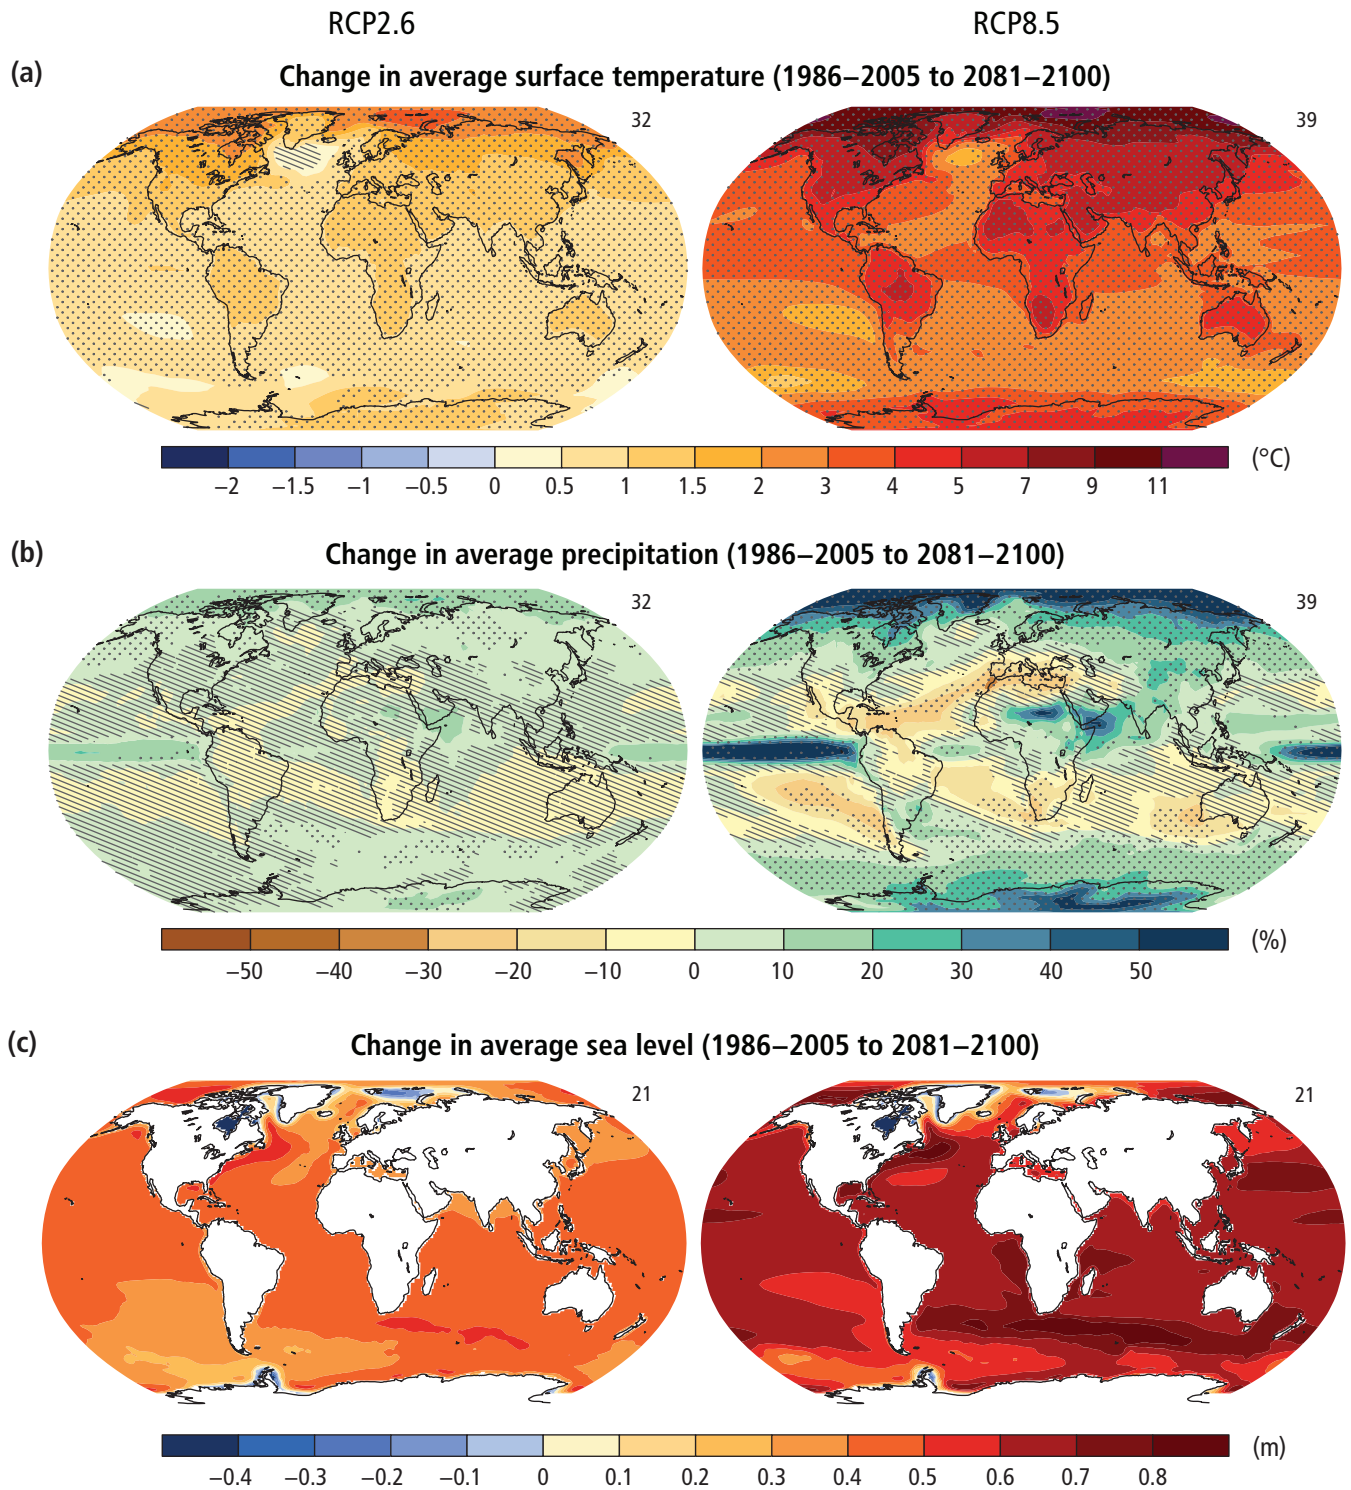 RCP2.6 RCP8.5
(a) Change in average surface temperature (1986−2005 to 2081−2100)
32 39
−2 −1.5 −1 −0.5 0 0.5 1 1.5 2 3 4 5 7 9 11 (°C)
(b) Change in average precipitation (1986−2005 to 2081−2100)
32 39
−50 −40 −30 −20 −10 0 10 20 30 40 50 (%)
(c) Change in average sea level (1986−2005 to 2081−2100)
21 21
−0.4 −0.3 −0.2 −0.1 0 0.1 0.2 0.3 0.4 0.5 0.6 0.7 0.8 (m)